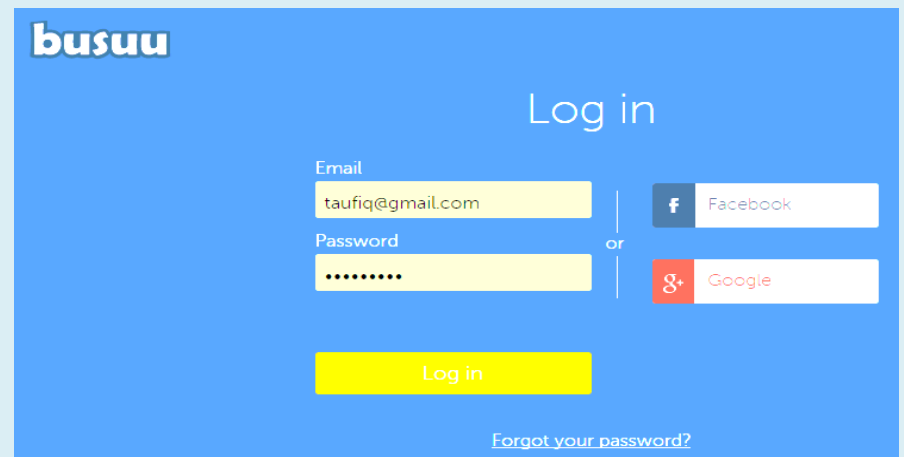 busuu
Log in
Email
taufiq@gmail.com
Password
•••••••••
or
f Facebook
g+ Google
Log in
Forgot your password?